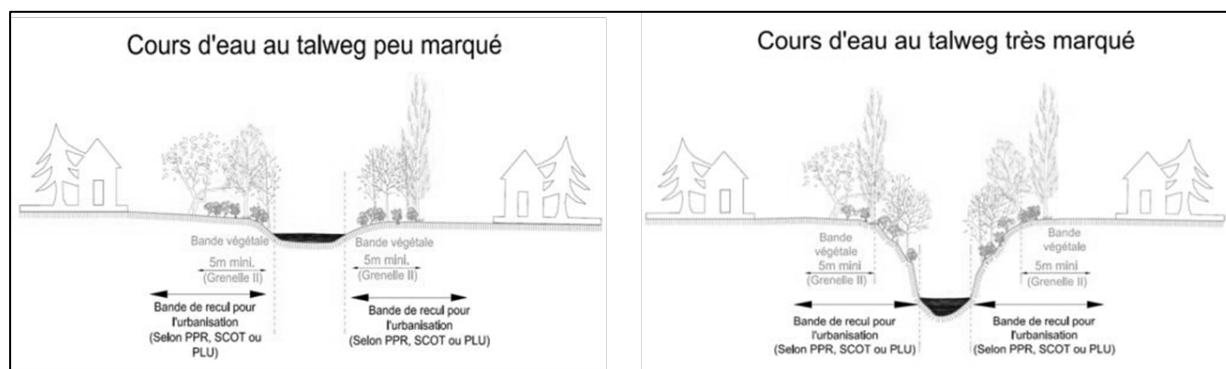 Cours d'eau au talweg peu marqué
Bande végétale
5m mini.
(Grenelle II)
Bande de recul pour
l'urbanisation
(Selon PPR, SCOT ou
PLU)
Bande végétale
5m mini.
(Grenelle II)
Bande de recul pour
l'urbanisation
(Selon PPR, SCOT ou PLU)
Cours d'eau au talweg très marqué
Bande
végétale
5m mini
(Grenelle II)
Bande de recul pour
l'urbanisation
(Selon PPR, SCOT ou PLU)
Bande
végétale
5m mini
(Grenelle II)
Bande de recul pour
l'urbanisation
(Selon PPR, SCOT ou PLU)